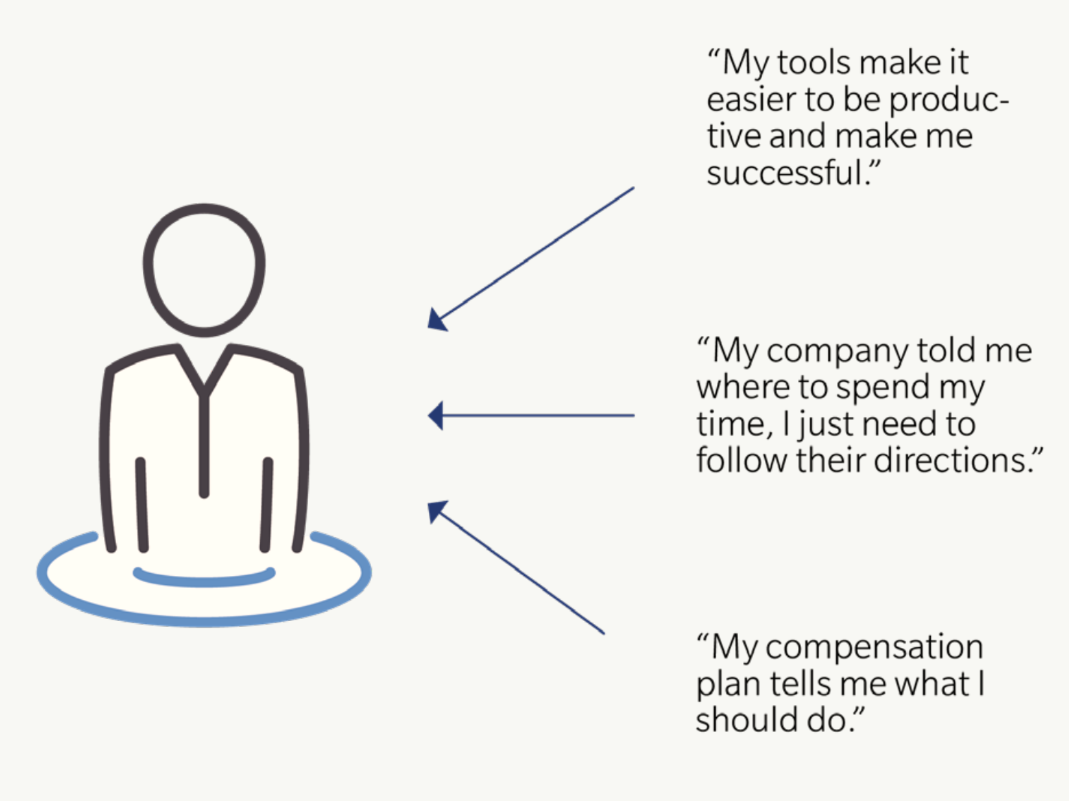 “My tools make it
easier to be produc-
tive and make me
successful.”
“My company told me
where to spend my
time, I just need to
follow their directions.”
“My compensation
plan tells me what I
should do.”